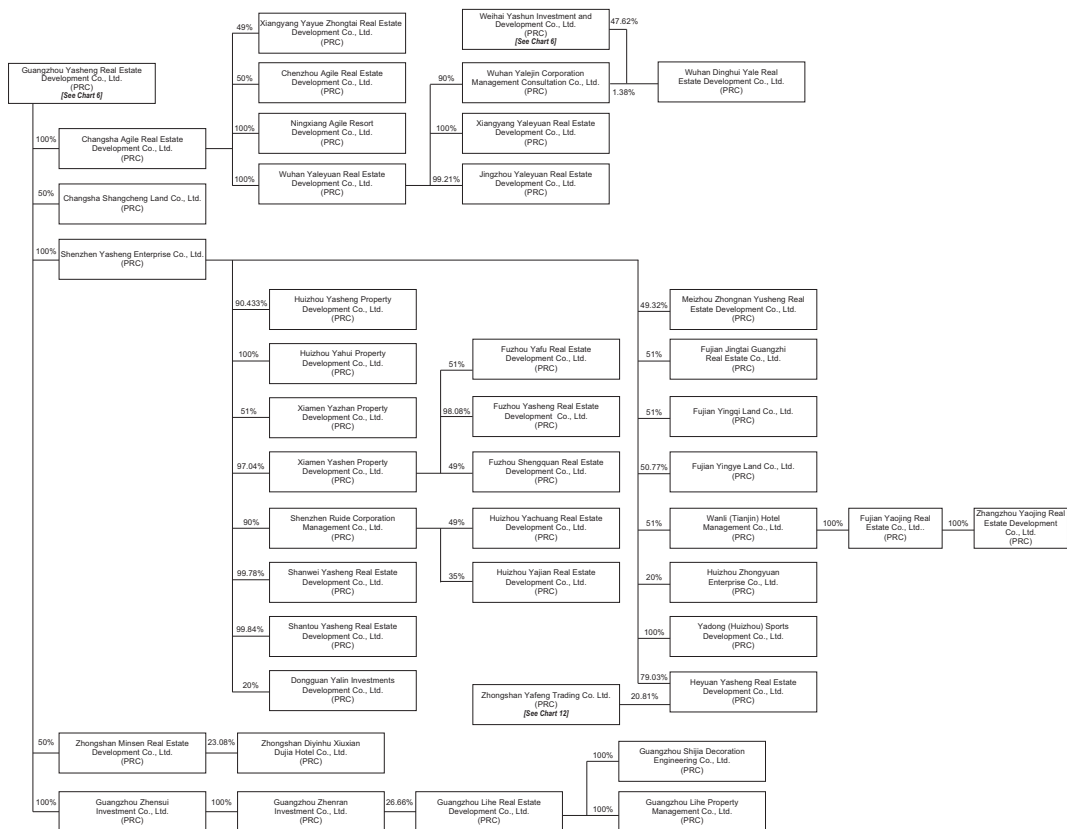 49%
Xiangyang Yayue Zhongtai Real Estate
Development Co., Ltd.
(PRC)
Weihai Yashun Investment and
Development Co., Ltd.
(PRC)
[See Chart 6]
47.62%
Guangzhou Yasheng Real Estate
Development Co., Ltd.
(PRC)
[See Chart 6]
50%
Chenzhou Agile Real Estate
Development Co., Ltd.
(PRC)
90%
Wuhan Yalejin Corporation
Management Consultation Co., Ltd.
(PRC)
1.38%
Wuhan Dinghui Yale Real
Estate Development Co., Ltd.
(PRC)
100%
Changsha Agile Real Estate
Development Co., Ltd.
(PRC)
100%
Ningxiang Agile Resort
Development Co., Ltd.
(PRC)
100%
Xiangyang Yaleyuan Real Estate
Development Co., Ltd.
(PRC)
100%
Wuhan Yaleyuan Real Estate
Development Co., Ltd.
(PRC)
99.21%
Jingzhou Yaleyuan Real Estate
Development Co., Ltd.
(PRC)
50%
Changsha Shangcheng Land Co., Ltd.
(PRC)
100%
Shenzhen Yasheng Enterprise Co., Ltd.
(PRC)
90.433%
Huizhou Yasheng Property
Development Co., Ltd.
(PRC)
49.32%
Meizhou Zhongnan Yusheng Real
Estate Development Co., Ltd.
(PRC)
100%
Huizhou Yahui Property
Development Co., Ltd.
(PRC)
51%
Fuzhou Yafu Real Estate
Development Co., Ltd.
(PRC)
51%
Fujian Jingtai Guangzhi
Real Estate Co., Ltd.
(PRC)
51%
Xiamen Yazhan Property
Development Co., Ltd.
(PRC)
98.08%
Fuzhou Yasheng Real Estate
Development Co., Ltd.
(PRC)
51%
Fujian Yingqi Land Co., Ltd.
(PRC)
97.04%
Xiamen Yashen Property
Development Co., Ltd.
(PRC)
49%
Fuzhou Shengquan Real Estate
Development Co., Ltd.
(PRC)
50.77%
Fujian Yingye Land Co., Ltd.
(PRC)
90%
Shenzhen Ruide Corporation
Management Co., Ltd.
(PRC)
49%
Huizhou Yachuang Real Estate
Development Co., Ltd.
(PRC)
51%
Wanli (Tianjin) Hotel
Management Co., Ltd.
(PRC)
100%
Fujian Yaojing Real
Estate Co., Ltd..
(PRC)
100%
Zhangzhou Yaojing Real
Estate Development
Co., Ltd.
(PRC)
99.78%
Shanwei Yasheng Real Estate
Development Co., Ltd.
(PRC)
35%
Huizhou Yajian Real Estate
Development Co., Ltd.
(PRC)
20%
Huizhou Zhongyuan
Enterprise Co., Ltd.
(PRC)
99.84%
Shantou Yasheng Real Estate
Development Co., Ltd.
(PRC)
100%
Yadong (Huizhou) Sports
Development Co., Ltd.
(PRC)
20%
Dongguan Yalin Investments
Development Co., Ltd.
(PRC)
Zhongshan Yafeng Trading Co. Ltd.
(PRC)
[See Chart 12]
79.03%
20.81%
Heyuan Yasheng Real Estate
Development Co., Ltd.
(PRC)
50%
Zhongshan Minsen Real Estate
Development Co., Ltd.
(PRC)
23.08%
Zhongshan Diyinhu Xiuxian
Dujia Hotel Co., Ltd.
(PRC)
100%
Guangzhou Shijia Decoration
Engineering Co., Ltd.
(PRC)
100%
Guangzhou Zhensui
Investment Co., Ltd.
(PRC)
100%
Guangzhou Zhenran
Investment Co., Ltd.
(PRC)
26.66%
Guangzhou Lihe Real Estate
Development Co., Ltd.
(PRC)
100%
Guangzhou Lihe Property
Management Co., Ltd.
(PRC)